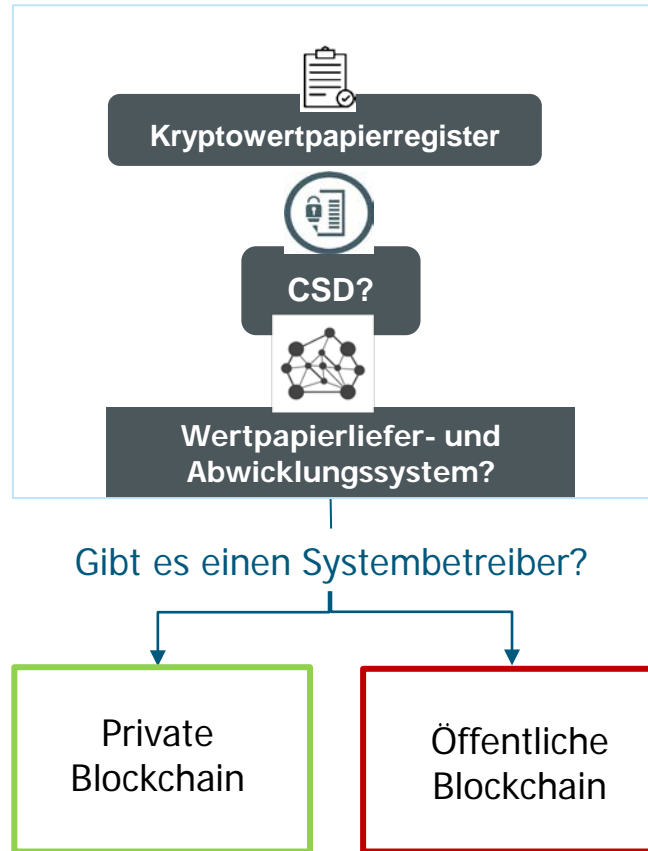 Kryptowertpapierregister
CSD?
Wertpapierliefer- und
Abwicklungssystem?
Gibt es einen Systembetreiber?
Private
Blockchain
Öffentliche
Blockchain